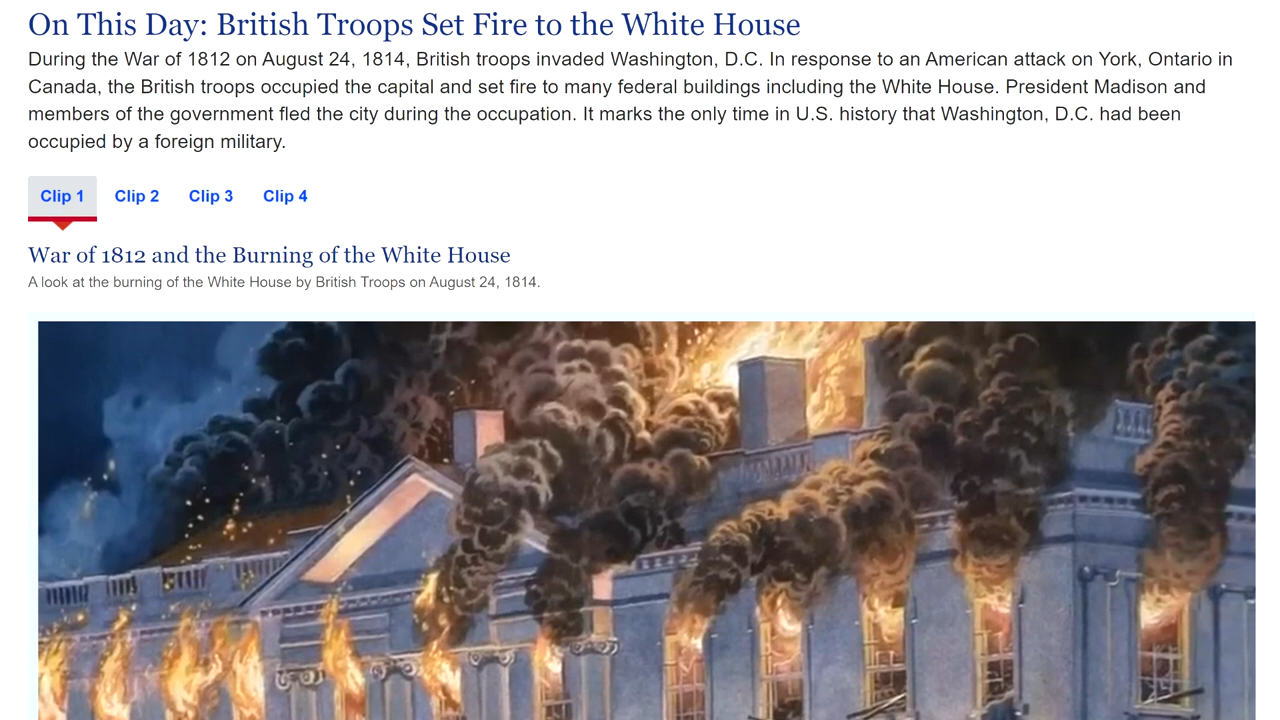 On This Day: British Troops Set Fire to the White House
During the War of 1812 on August 24, 1814, British troops invaded Washington, D.C. In response to an American attack on York, Ontario in
Canada, the British troops occupied the capital and set fire to many federal buildings including the White House. President Madison and
members of the government fled the city during the occupation. It marks the only time in U.S. history that Washington, D.C. had been
occupied by a foreign military.
Clip 1 Clip 2 Clip 3 Clip 4
War of 1812 and the Burning of the White House
A look at the burning of the White House by British Troops on August 24, 1814.